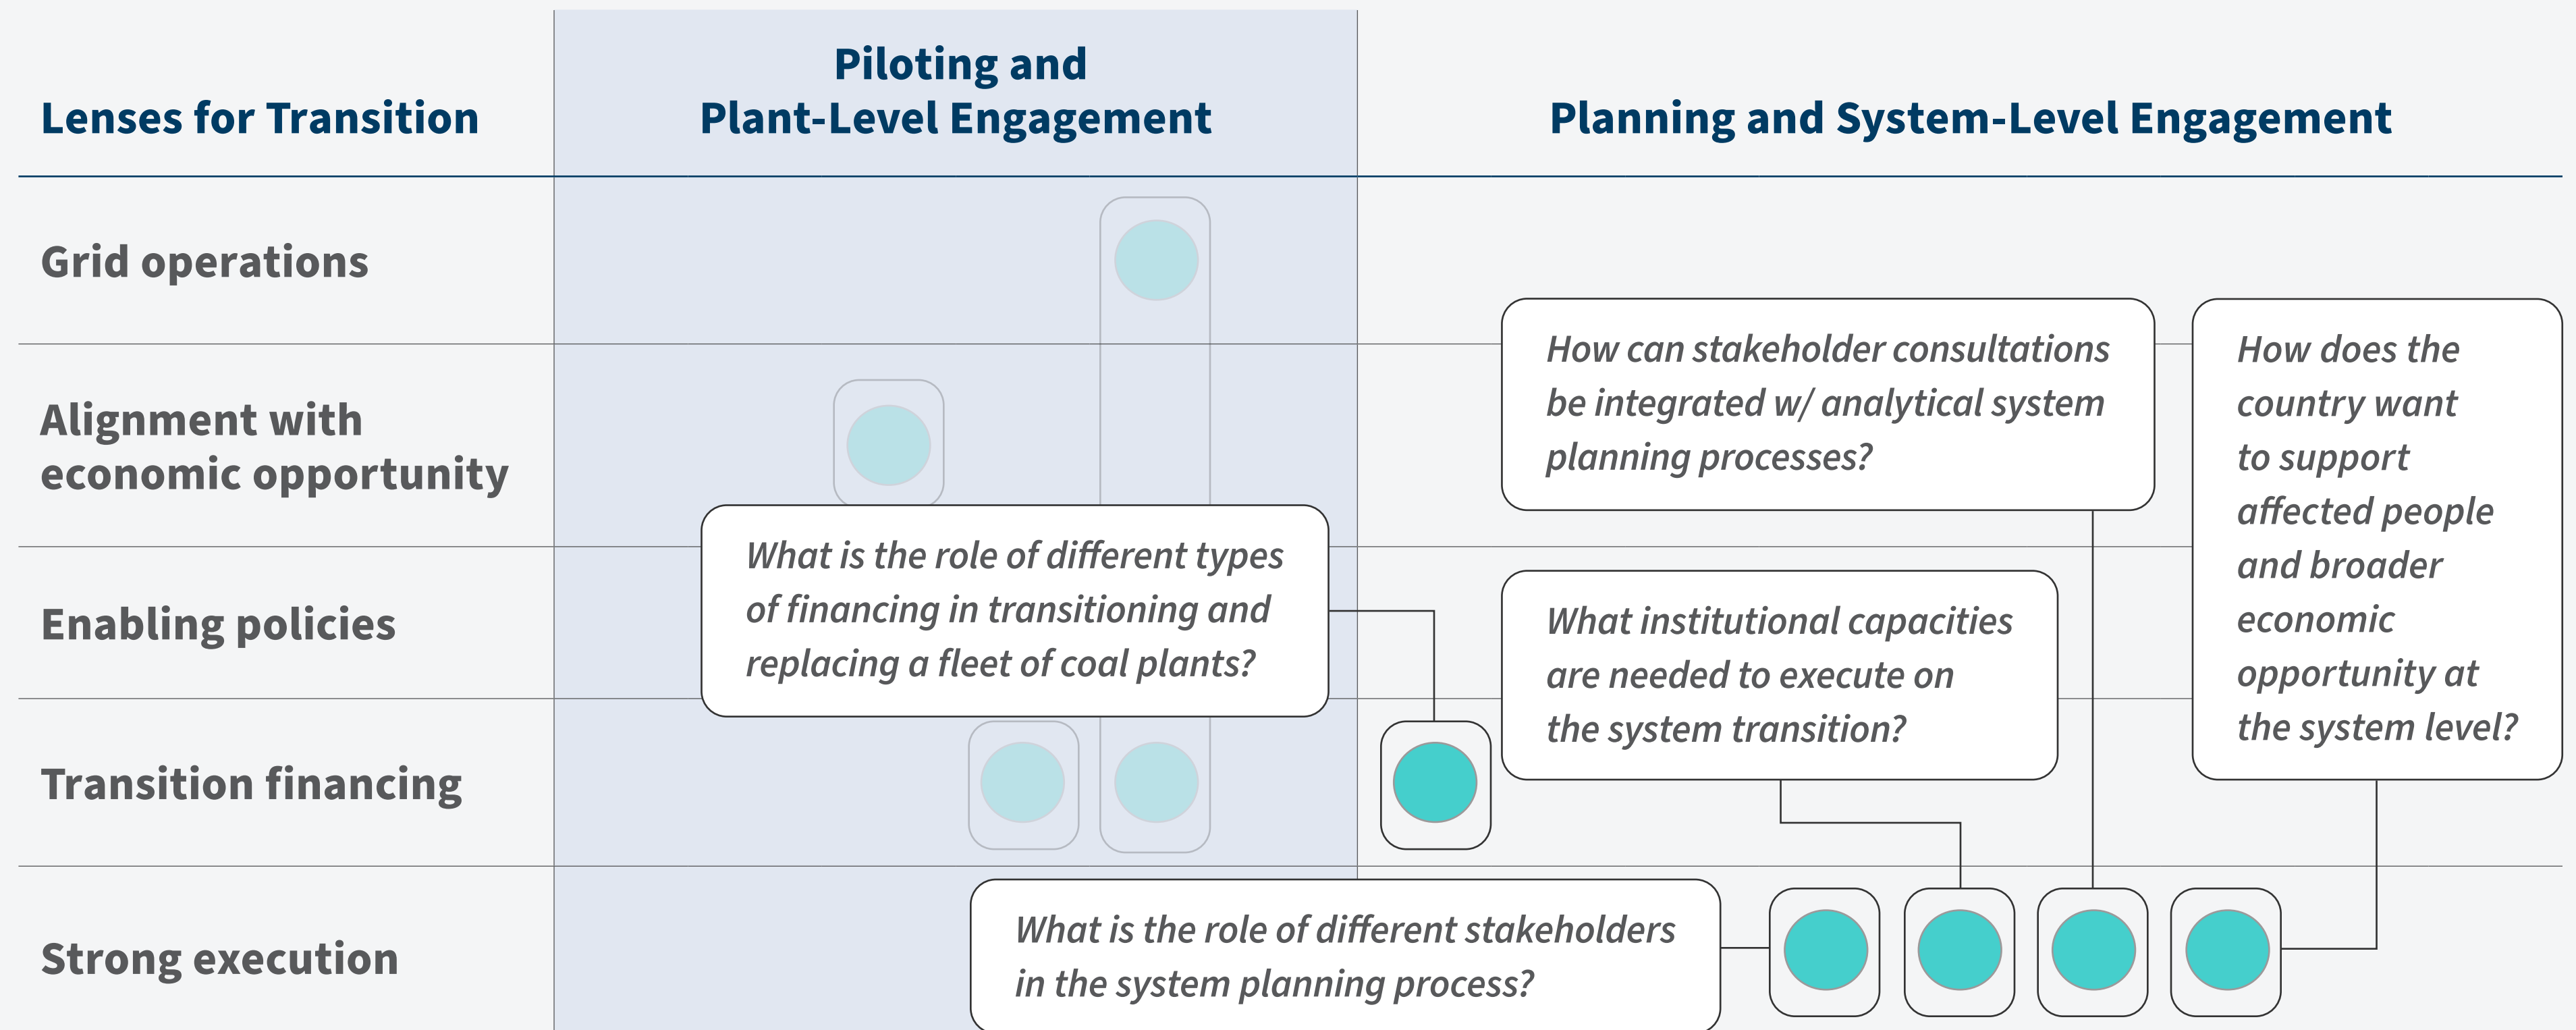 Lenses for Transition
Piloting and
Plant-Level Engagement
Planning and System-Level Engagement
Grid operations
Alignment with
economic opportunity
Enabling policies
Transition financing
Strong execution
How can stakeholder consultations
be integrated w/ analytical system
planning processes?
How does the
country want
to support
affected people
and broader
economic
opportunity at
the system level?
What is the role of different types
of financing in transitioning and
replacing a fleet of coal plants?
What institutional capacities
are needed to execute on
the system transition?
What is the role of different stakeholders
in the system planning process?